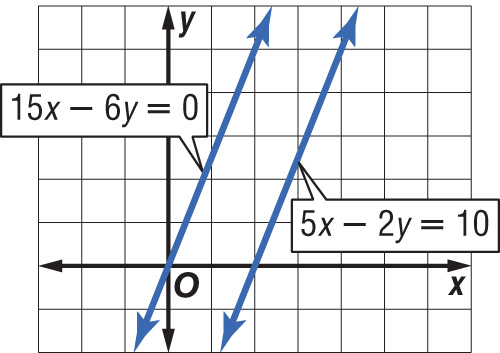 y
15x − 6y = 0
5x − 2y = 10
O
x